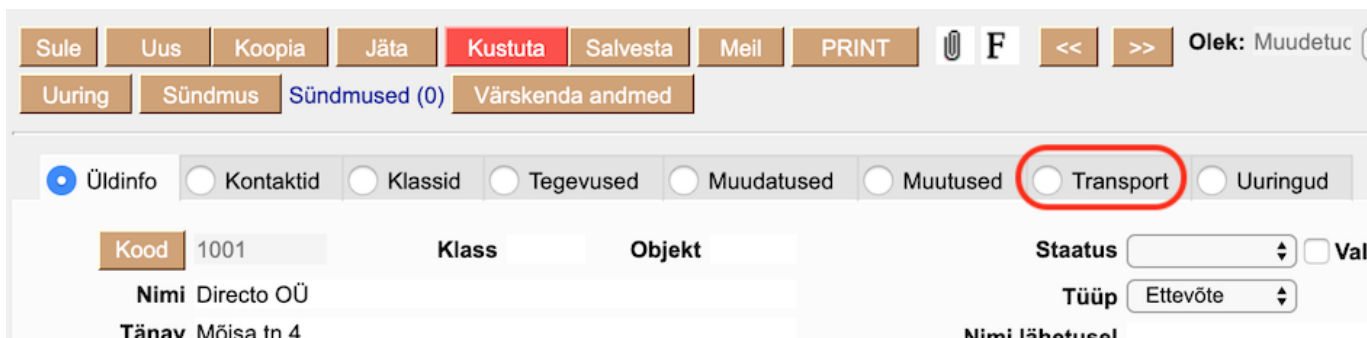 Sule Uus Koopia Jäta Kustuta Salvesta Meil PRINT F << >> Olek: Muudetuc
Uuring Sündmus Sündmused (0) Värskenda andmed
Üldinfo Kontaktid Klassid Tegevused Muudatused Muutused Transport Uuringud
Kood 1001 Klass Objekt Staatus Val
Nimi Directo OÜ Tüüp Ettevõte
Tänav Mõisa tn 4 Nimi lähetusel